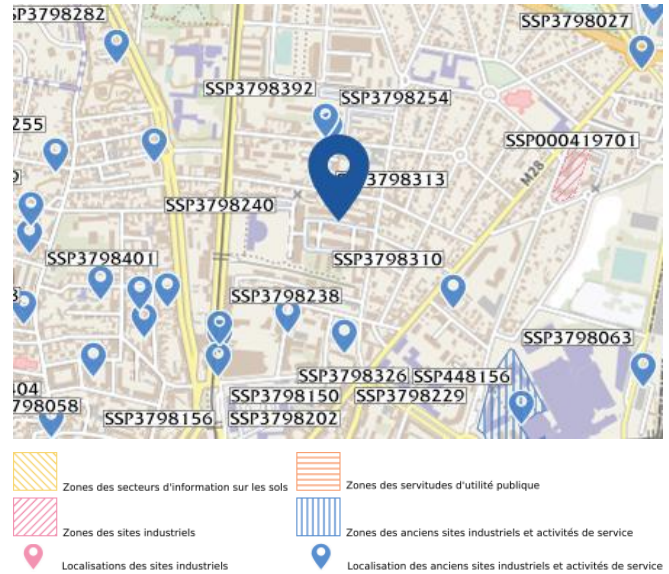 SP3798282
SSP3798027
SSP3798392
SSP3798254
255
SSP000419701
3798313
M28
SSP3798240
SSP3798401
SSP3798310
SSP3798238
SSP3798063
SSP3798326
SSP448156
404
SSP3798150
SSP3798229
3798058
SSP3798156
SSP3798202
Zones des secteurs d'information sur les sols
Zones des servitudes d'utilité publique
Zones des sites industriels
Zones des anciens sites industriels et activités de service
Localisations des sites industriels
Localisation des anciens sites industriels et activités de service